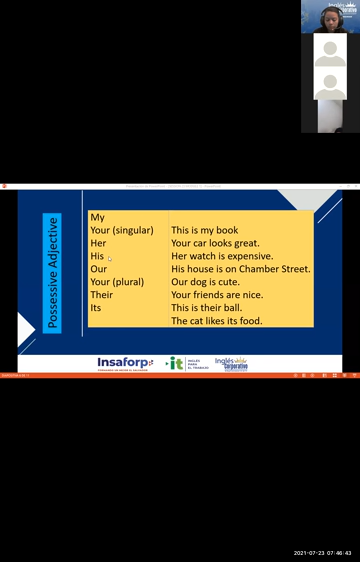 Inglés
Corporativo
Possessive Adjective
My
Your (singular)
Her
His
Our
Your (plural)
Their
Its
This is my book
Your car looks great.
Her watch is expensive.
His house is on Chamber Street.
Our dog is cute.
Your friends are nice.
This is their ball.
The cat likes its food.
Insaforp
it
INGLÉS
PARA
EL TRABAJO
Inglés
Corporativo
2021-07-23 07:46:43